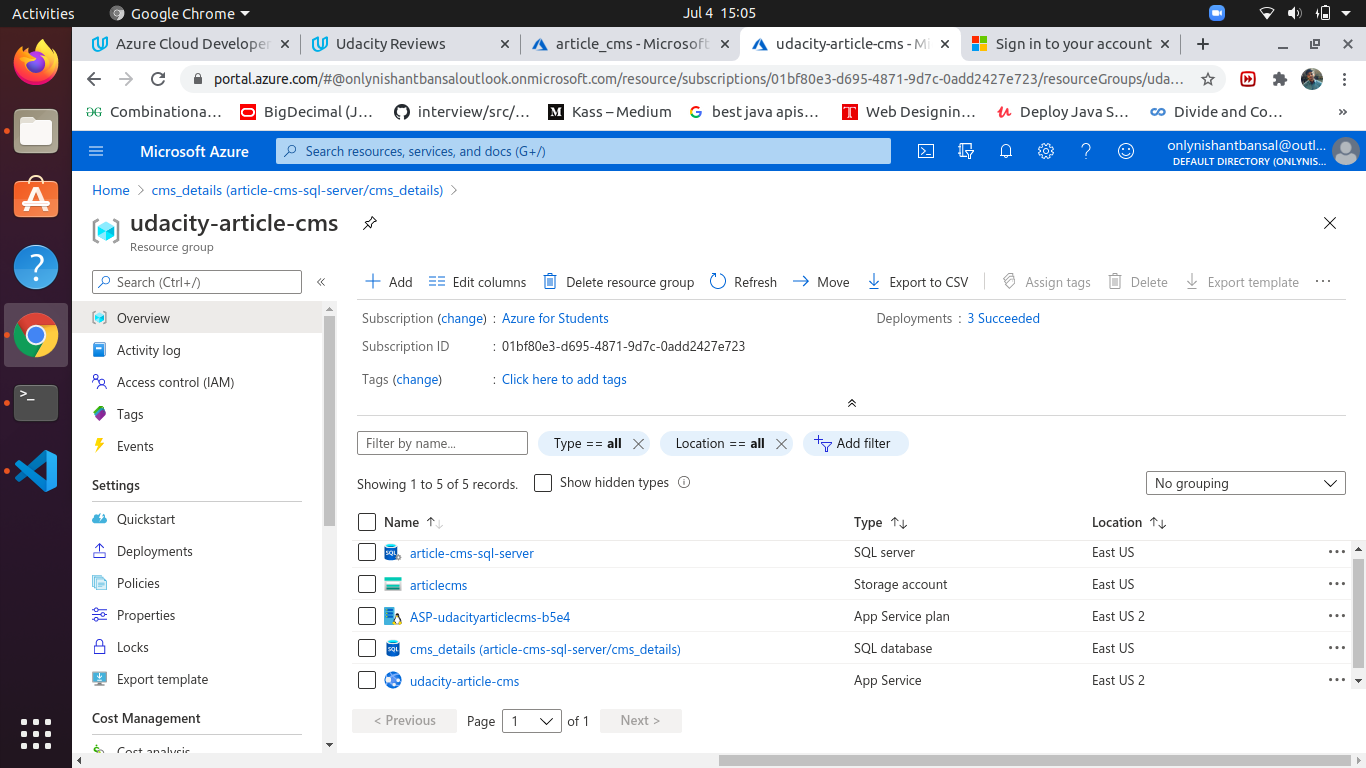 Activities
Google Chrome
Jul 4 15:05
Azure Cloud Developer
Udacity Reviews
article_cms - Microsoft
udacity-article-cms - Mi
Sign in to your account
portal.azure.com/#@onlynishantbansaloutlook.onmicrosoft.com/resource/subscriptions/01bf80e3-d695-4871-9d7c-0add2427e723/resourceGroups/uda…
Combinationa…
BigDecimal (J…
interview/src/…
Kass – Medium
best java apis…
Web Designin…
Deploy Java S…
Divide and Co…
»
Microsoft Azure
Search resources, services, and docs (G+/)
onlynishantbansal@outl...
DEFAULT DIRECTORY (ONLYNIS...
Home > cms_details (article-cms-sql-server/cms_details) >
udacity-article-cms
Resource group
Search (Ctrl+/)
«
Add
Edit columns
Delete resource group
Refresh
Move
Export to CSV
Assign tags
Delete
Export template
···
Overview
Activity log
Access control (IAM)
Tags
Events
Settings
Quickstart
Deployments
Policies
Properties
Locks
Export template
Cost Management
Cost analysis
Subscription (change) : Azure for Students
Deployments : 3 Succeeded
Subscription ID : 01bf80e3-d695-4871-9d7c-0add2427e723
Tags (change) : Click here to add tags
Filter by name...
Type == all
Location == all
Add filter
Showing 1 to 5 of 5 records.
Show hidden types
No grouping
Name Type Location
article-cms-sql-server SQL server East US
articlecms Storage account East US
ASP-udacityarticlecms-b5e4 App Service plan East US 2
cms_details (article-cms-sql-server/cms_details) SQL database East US
udacity-article-cms App Service East US 2
< Previous
Page 1 of 1
Next >